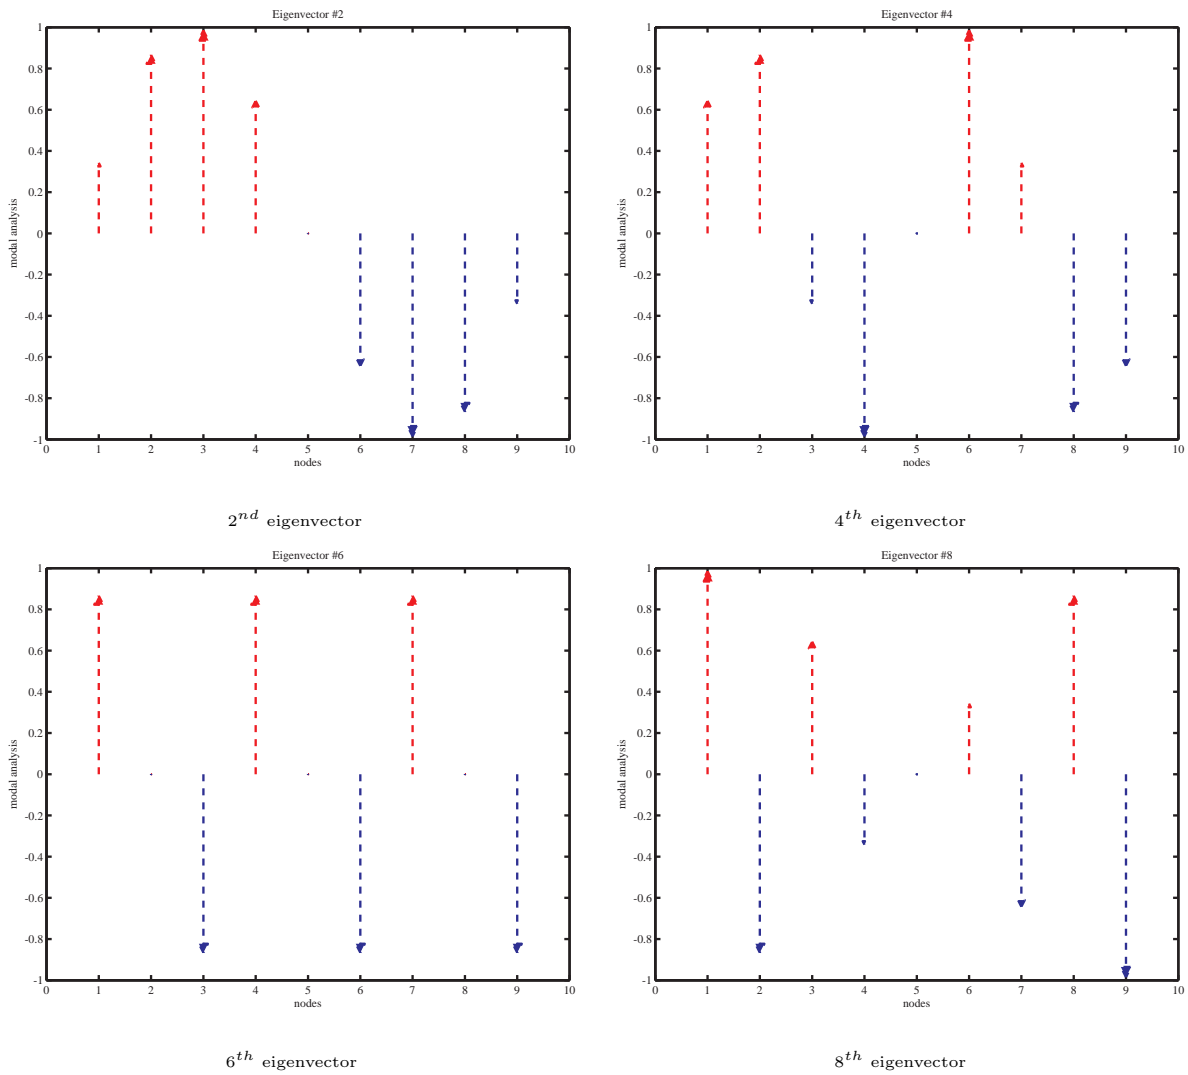 Eigenvector #2
1
0.8
0.6
0.4
0.2
0
-0.2
-0.4
-0.6
-0.8
-1
modal analysis
0 1 2 3 4 5 6 7 8 9 10
nodes
2nd eigenvector
Eigenvector #4
1
0.8
0.6
0.4
0.2
0
-0.2
-0.4
-0.6
-0.8
-1
modal analysis
0 1 2 3 4 5 6 7 8 9 10
nodes
4th eigenvector
Eigenvector #6
1
0.8
0.6
0.4
0.2
0
-0.2
-0.4
-0.6
-0.8
-1
modal analysis
0 1 2 3 4 5 6 7 8 9 10
nodes
6th eigenvector
Eigenvector #8
1
0.8
0.6
0.4
0.2
0
-0.2
-0.4
-0.6
-0.8
-1
modal analysis
0 1 2 3 4 5 6 7 8 9 10
nodes
8th eigenvector